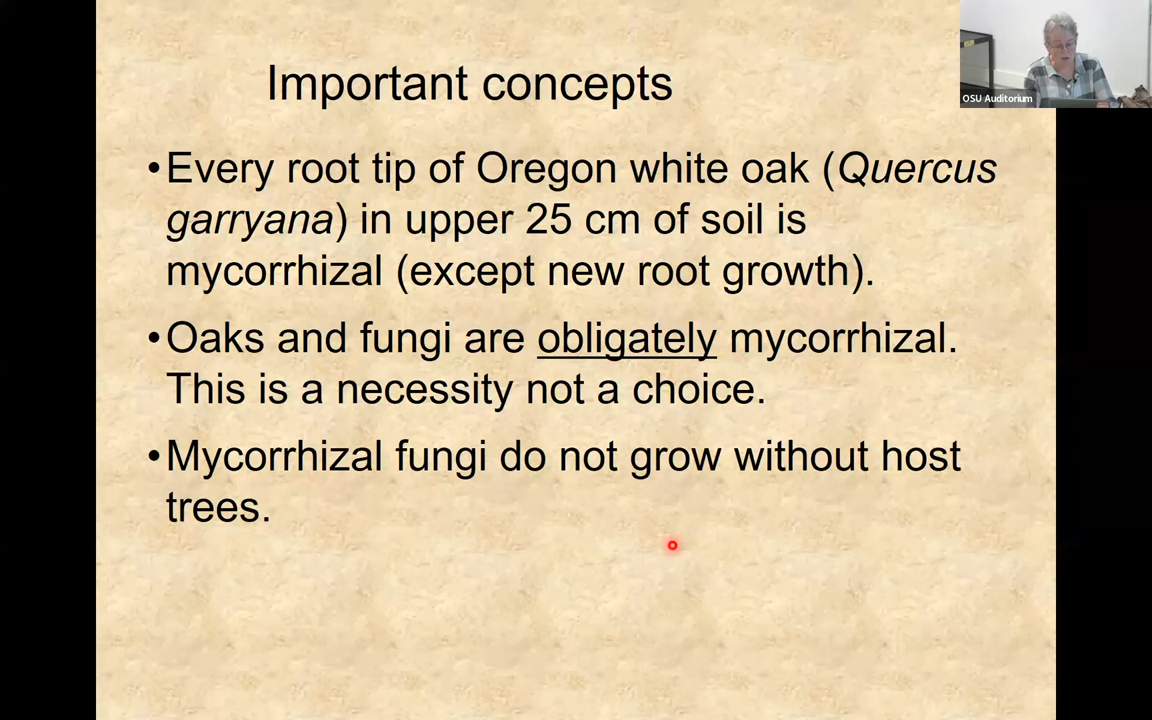 Important concepts
OSU Auditorium
•Every root tip of Oregon white oak (Quercus
garryana) in upper 25 cm of soil is
mycorrhizal (except new root growth).
•Oaks and fungi are obligately mycorrhizal.
This is a necessity not a choice.
•Mycorrhizal fungi do not grow without host
trees.